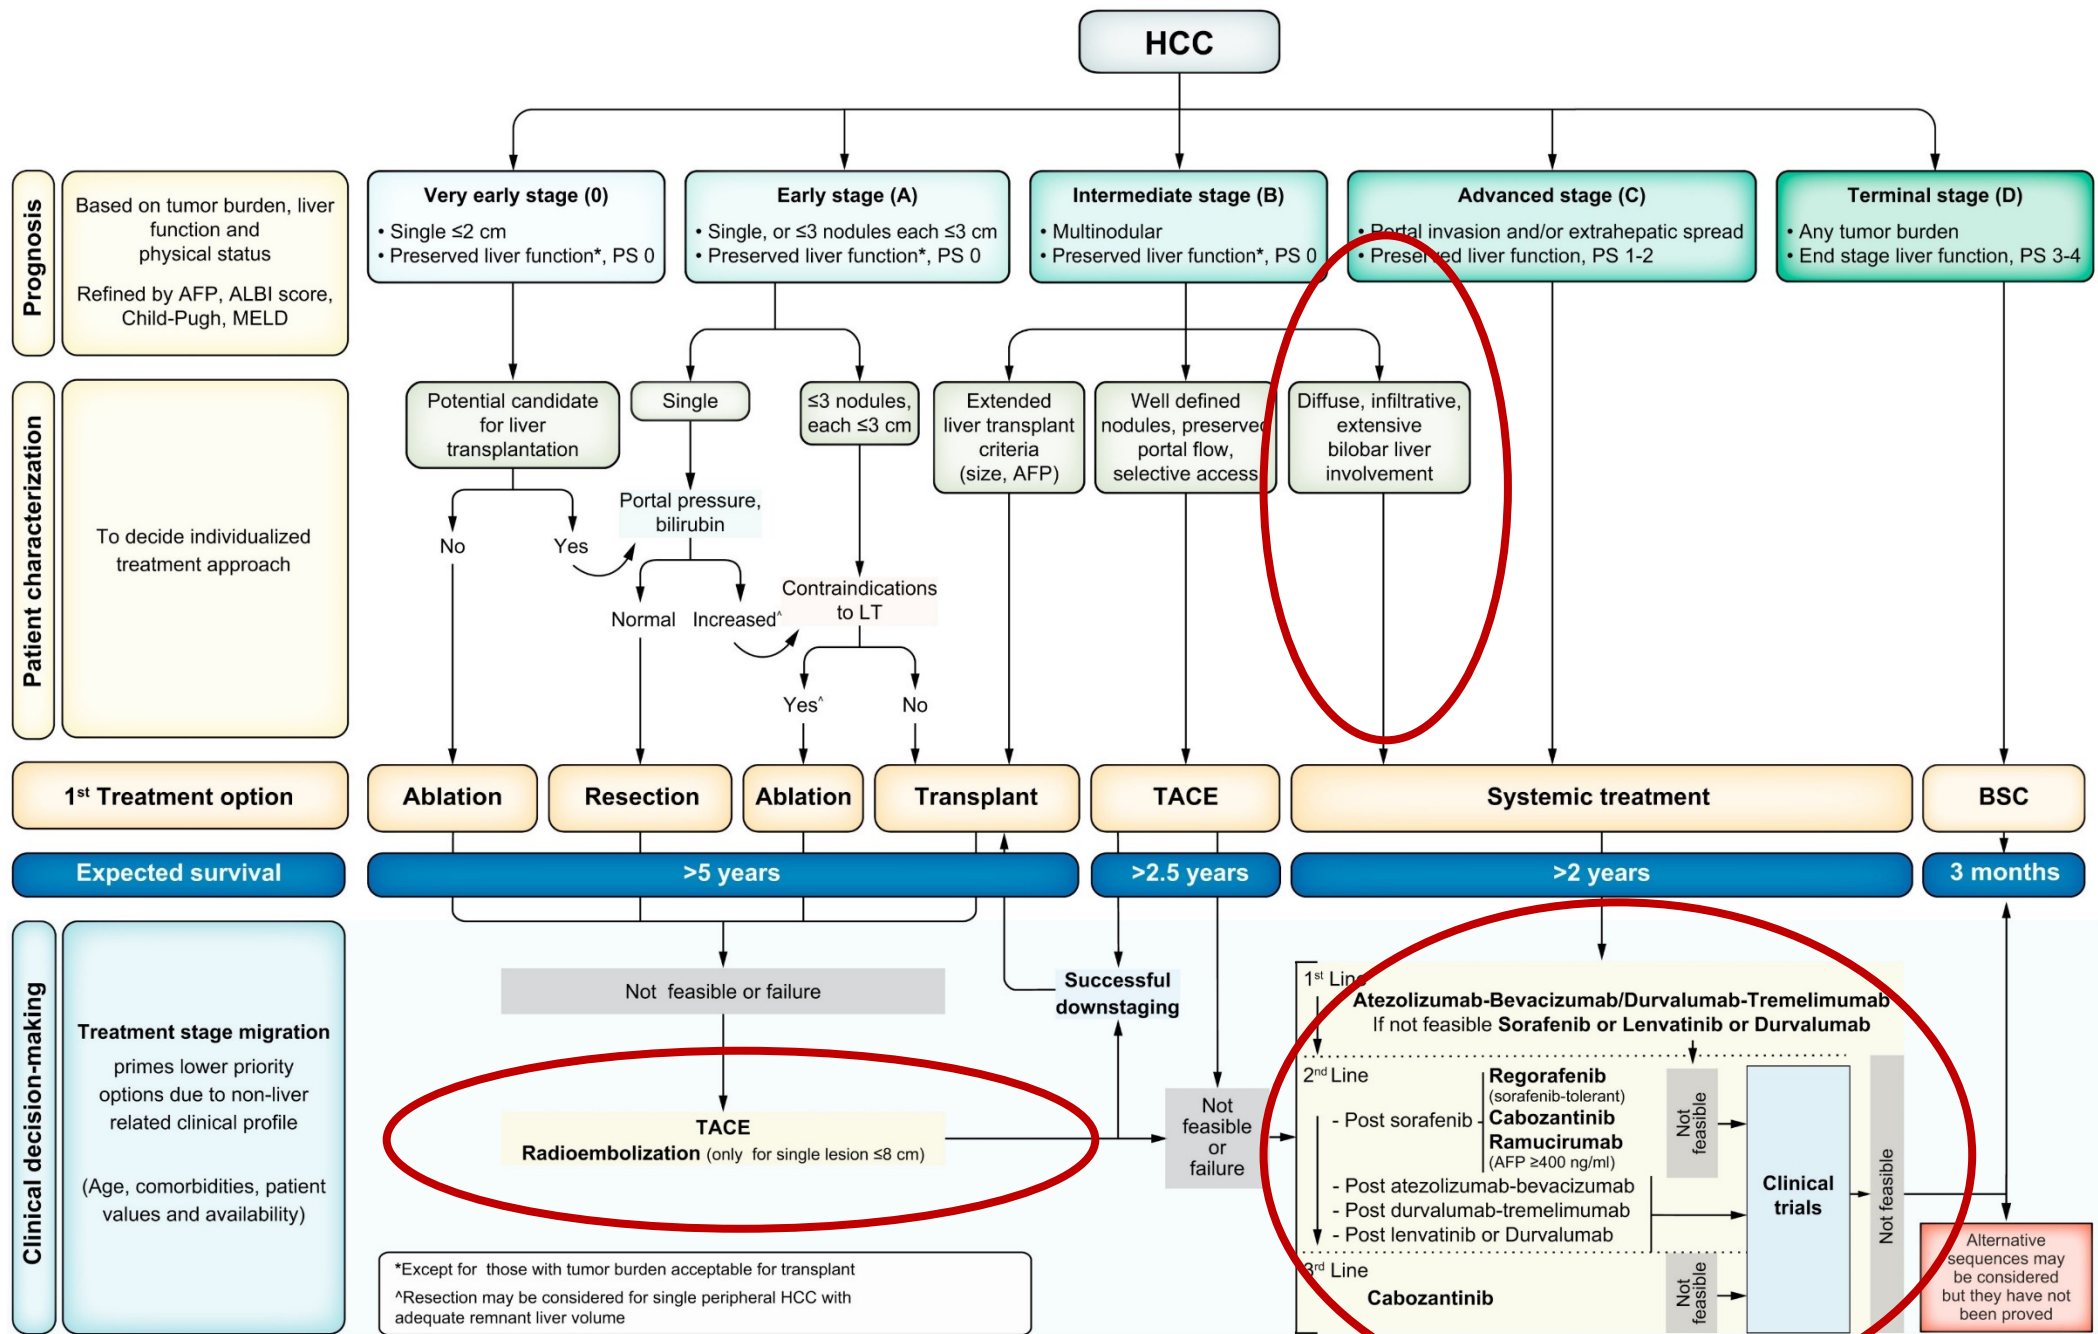 HCC
Prognosis
Based on tumor burden, liver
function and
physical status
Refined by AFP, ALBI score,
Child-Pugh, MELD
Very early stage (0)
• Single ≤2 cm
• Preserved liver function*, PS 0
Early stage (A)
• Single, or ≤3 nodules each ≤3 cm
• Preserved liver function*, PS 0
Intermediate stage (B)
• Multinodular
• Preserved liver function*, PS 0
Advanced stage (C)
• Portal invasion and/or extrahepatic spread
• Preserved liver function, PS 1-2
Terminal stage (D)
• Any tumor burden
• End stage liver function, PS 3-4
Patient characterization
To decide individualized
treatment approach
Potential candidate
for liver
transplantation
Single
≤3 nodules,
each ≤3 cm
Extended
liver transplant
criteria
(size, AFP)
Well defined
nodules, preserved
portal flow,
selective access
Diffuse, infiltrative,
extensive
bilobar liver
involvement
No
Yes
Portal pressure,
bilirubin
Normal
Increased^
Contraindications
to LT
Yes^
No
1st Treatment option
Ablation
Resection
Ablation
Transplant
TACE
Systemic treatment
BSC
Expected survival
>5 years
>2.5 years
>2 years
3 months
Clinical decision-making
Treatment stage migration
primes lower priority
options due to non-liver
related clinical profile
(Age, comorbidities, patient
values and availability)
Not feasible or failure
TACE
Radioembolization (only for single lesion ≤8 cm)
Successful
downstaging
Not
feasible
or
failure
1st Line
Atezolizumab-Bevacizumab/Durvalumab-Tremelimumab
If not feasible Sorafenib or Lenvatinib or Durvalumab
2nd Line
- Post sorafenib
Regorafenib
(sorafenib-tolerant)
Cabozantinib
Ramucirumab
(AFP ≥400 ng/ml)
- Post atezolizumab-bevacizumab
- Post durvalumab-tremelimumab
- Post lenvatinib or Durvalumab
3rd Line
Cabozantinib
Not
feasible
Not
feasible
Clinical
trials
Not feasible
Alternative
sequences may
be considered
but they have not
been proved
*Except for those with tumor burden acceptable for transplant
^Resection may be considered for single peripheral HCC with
adequate remnant liver volume